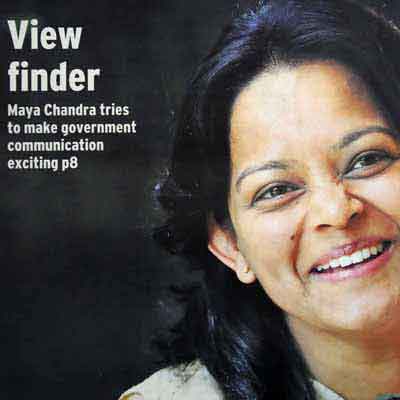 View
finder
Maya Chandra tries
to make government
communication
exciting p8